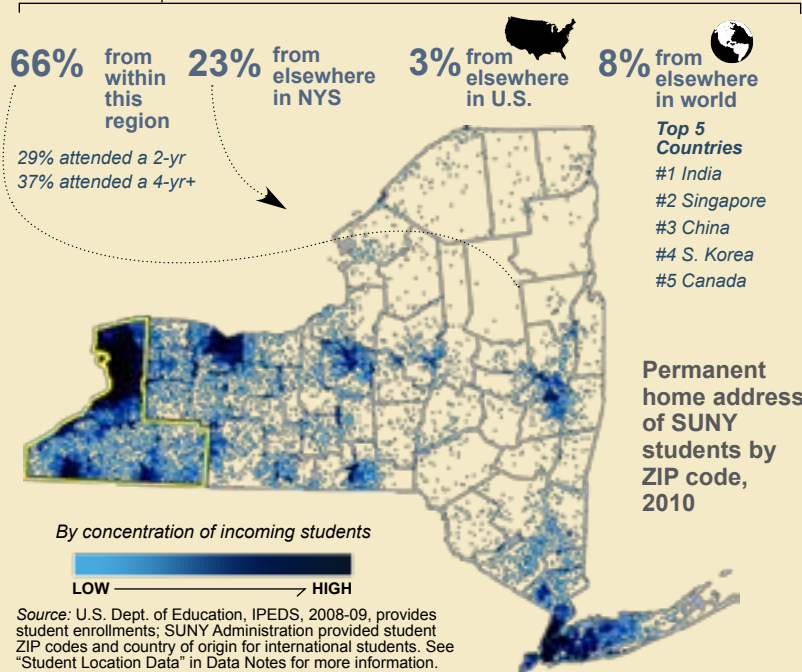 66% from within this region
23% from elsewhere in NYS
3% from elsewhere in U.S.
8% from elsewhere in world
29% attended a 2-yr
37% attended a 4-yr+
Top 5
Countries
#1 India
#2 Singapore
#3 China
#4 S. Korea
#5 Canada
Permanent
home address
of SUNY
students by
ZIP code,
2010
By concentration of incoming students
LOW HIGH
Source: U.S. Dept. of Education, IPEDS, 2008-09, provides
student enrollments; SUNY Administration provided student
ZIP codes and country of origin for international students. See
“Student Location Data” in Data Notes for more information.